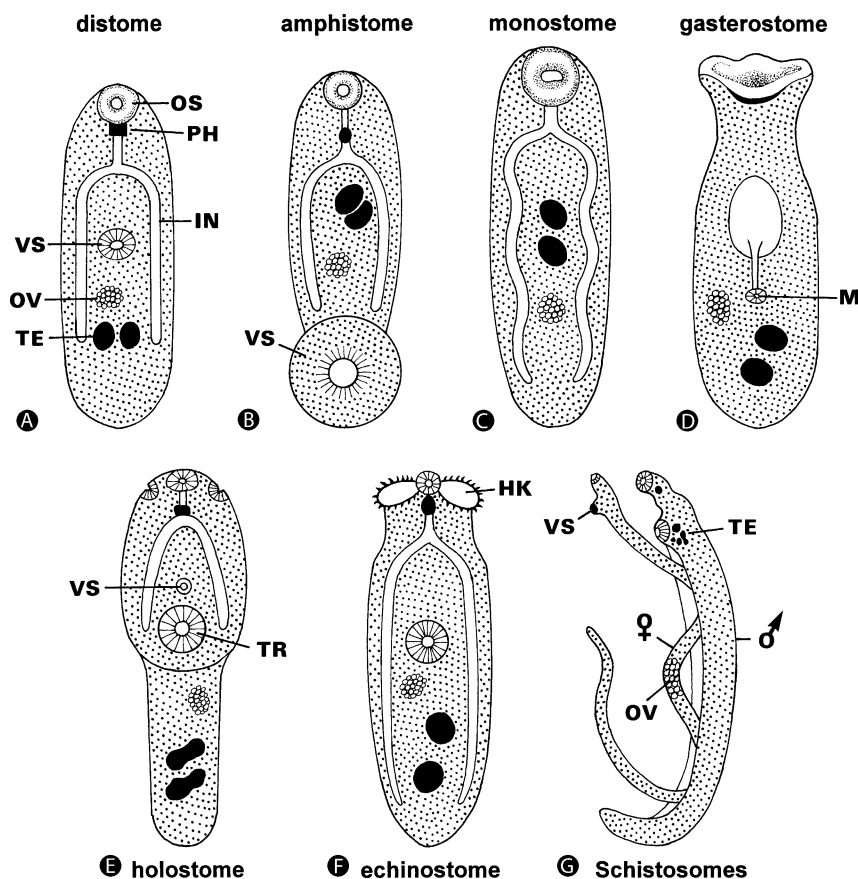 distome amphistome monostome gasterostome
OS
PH
IN
VS
OV
TE
A
VS
B
C
M
D
HK
VS
TR
E holostome
F echinostome
VS
TE
♀
♂
OV
G Schistosomes